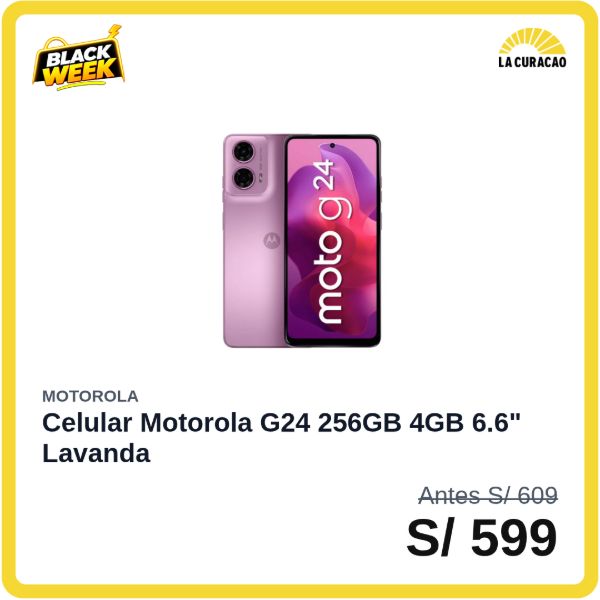 BLACK
WEEK
LA CURACAO
moto g24
MOTOROLA
Celular Motorola G24 256GB 4GB 6.6"
Lavanda
Antes S/ 609
S/ 599